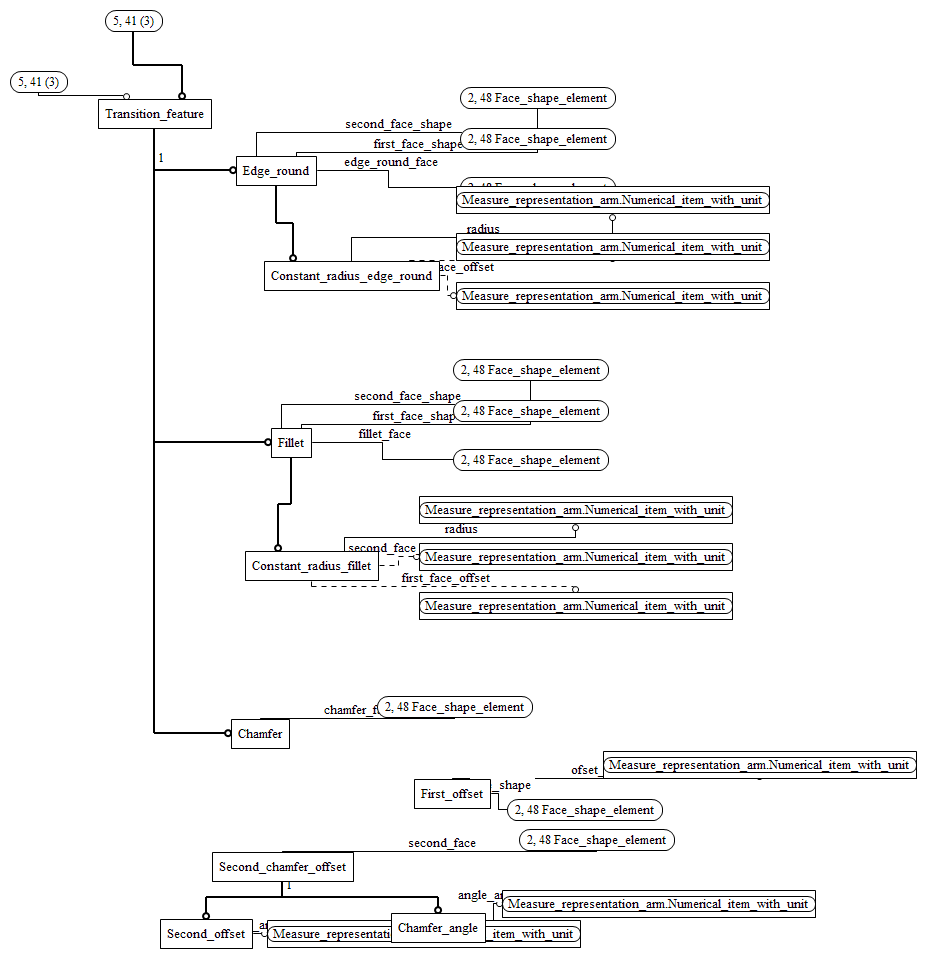 5, 41 (3)
5, 41 (3)
Transition_feature
1
2, 48 Face_shape_element
second_face_shape
2, 48 Face_shape_element
first_face_shape
edge_round_face
Edge_round
2, 48 Face_shape_element
Measure_representation_arm.Numerical_item_with_unit
radius
Measure_representation_arm.Numerical_item_with_unit
ace_offset
Constant_radius_edge_round
Measure_representation_arm.Numerical_item_with_unit
2, 48 Face_shape_element
second_face_shape
2, 48 Face_shape_element
first_face_shap
fillet_face
Fillet
2, 48 Face_shape_element
Measure_representation_arm.Numerical_item_with_unit
radius
second_face
Measure_representation_arm.Numerical_item_with_unit
Constant_radius_fillet
first_face_offset
Measure_representation_arm.Numerical_item_with_unit
chamfer_f
2, 48 Face_shape_element
Chamfer
ofset_
Measure_representation_arm.Numerical_item_with_unit
_shape
First_offset
2, 48 Face_shape_element
second_face
2, 48 Face_shape_element
Second_chamfer_offset
1
angle_a
Measure_representation_arm.Numerical_item_with_unit
Second_offset
a
Measure_representati
Chamfer_angle
_item_with_unit